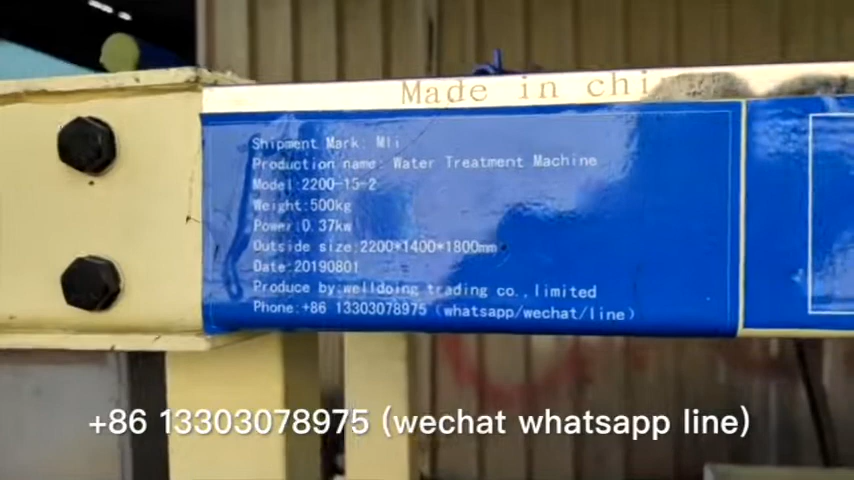 Made in chi
Shipment Mark: Mli
Production name: Water Treatment Machine
Model:2200-15-2
Weight:500kg
Power:0.37kw
Outside size:2200*1400*1800mm
Date:20190801
Produce by:welldoing trading co.,limited
Phone:+86 13303078975 (whatsapp/wechat/line)
+86 13303078975 (wechat whatsapp line)